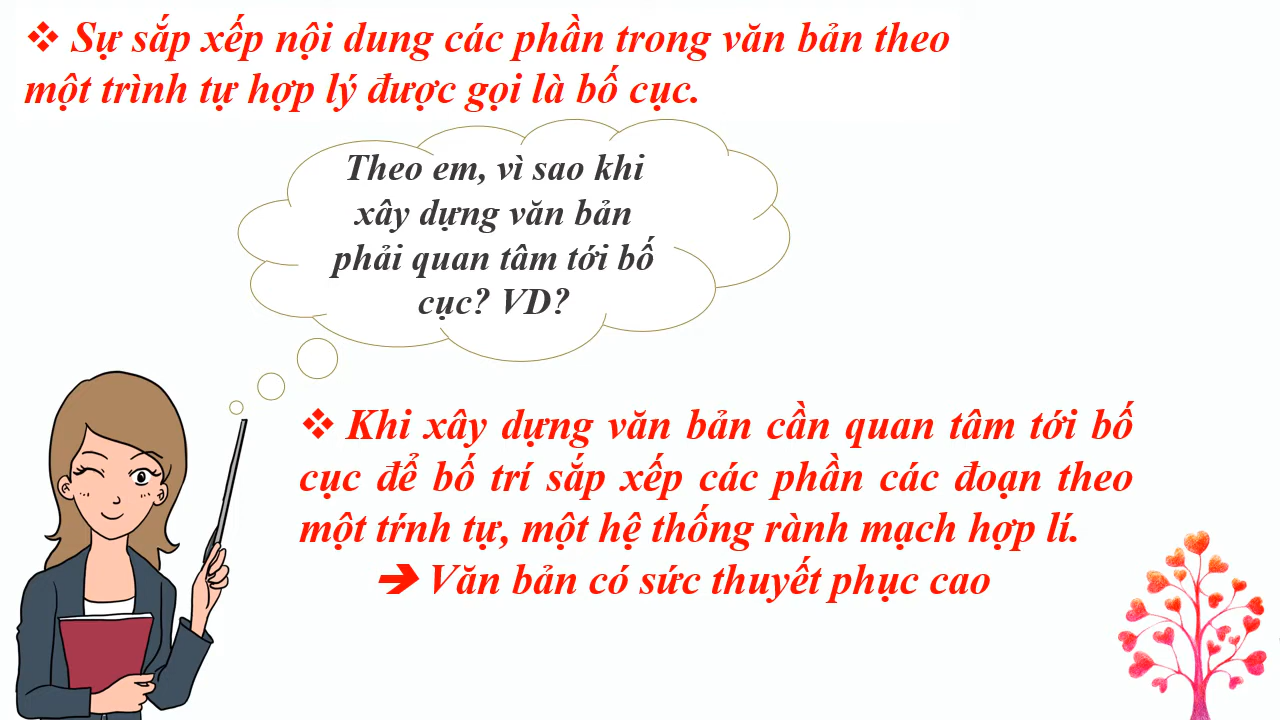 ❖ Sự sắp xếp nội dung các phần trong văn bản theo
một trình tự hợp lý được gọi là bố cục.
Theo em, vì sao khi
xây dựng văn bản
phải quan tâm tới bố
cục? VD?
❖ Khi xây dựng văn bản cần quan tâm tới bố
cục để bố trí sắp xếp các phần các đoạn theo
một tŕnh tự, một hệ thống rành mạch hợp lí.
➔ Văn bản có sức thuyết phục cao